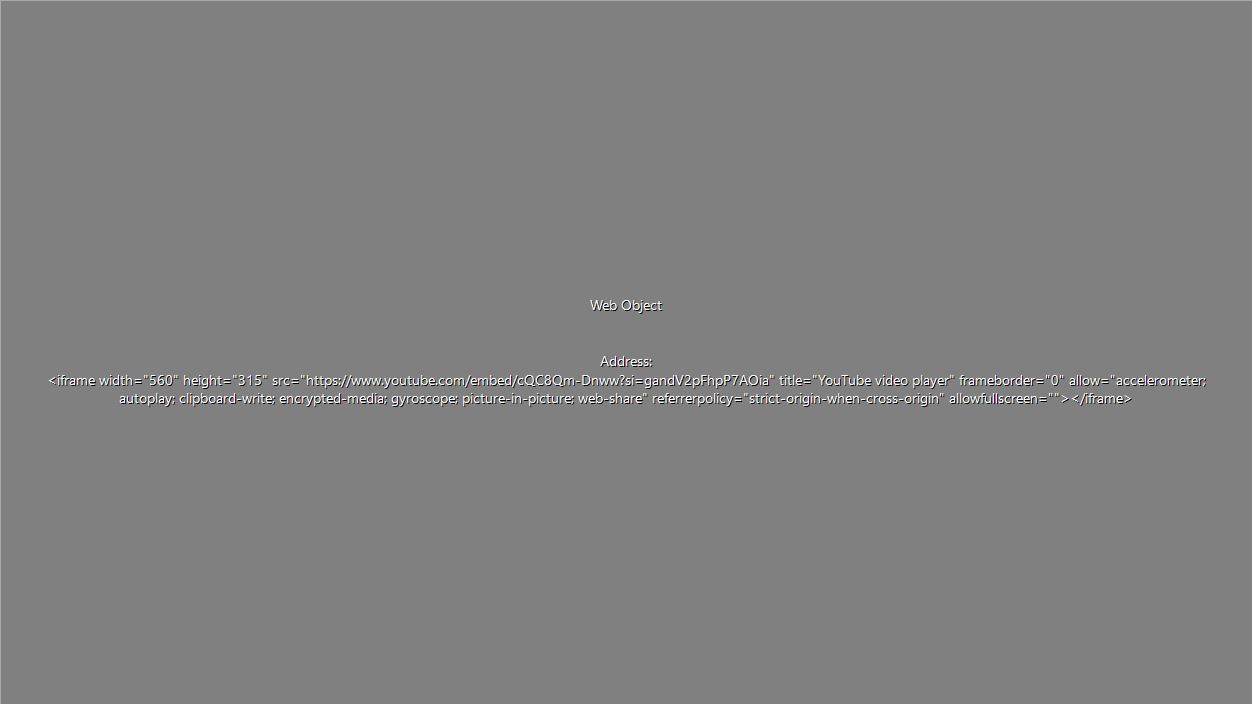 Web Object
Address:
<iframe width="560" height="315" src="https://www.youtube.com/embed/cQC8Qm-Dnww?si=gandV2pFhpP7AOia" title="YouTube video player" frameborder="0" allow="accelerometer;
autoplay; clipboard-write; encrypted-media; gyroscope; picture-in-picture; web-share" referrerpolicy="strict-origin-when-cross-origin" allowfullscreen=""></iframe>